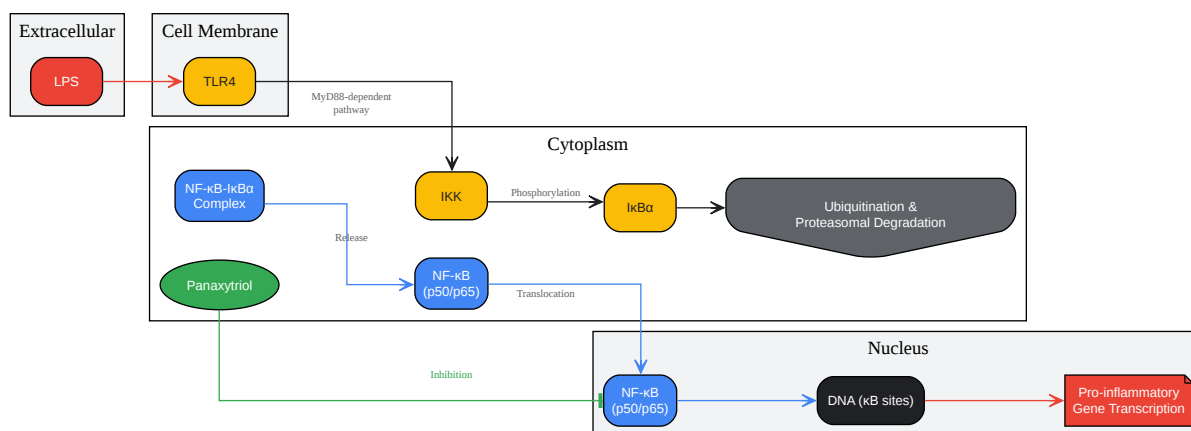 Extracellular
LPS
Cell Membrane
TLR4
MyD88-dependent
pathway
Cytoplasm
NF-κB-IκBα
Complex
IKK
Phosphorylation
IκBα
Ubiquitination &
Proteasomal Degradation
Release
Panaxytriol
NF-κB
(p50/p65)
Translocation
Nucleus
Inhibition
NF-κB
(p50/p65)
DNA (κB sites)
Pro-inflammatory
Gene Transcription